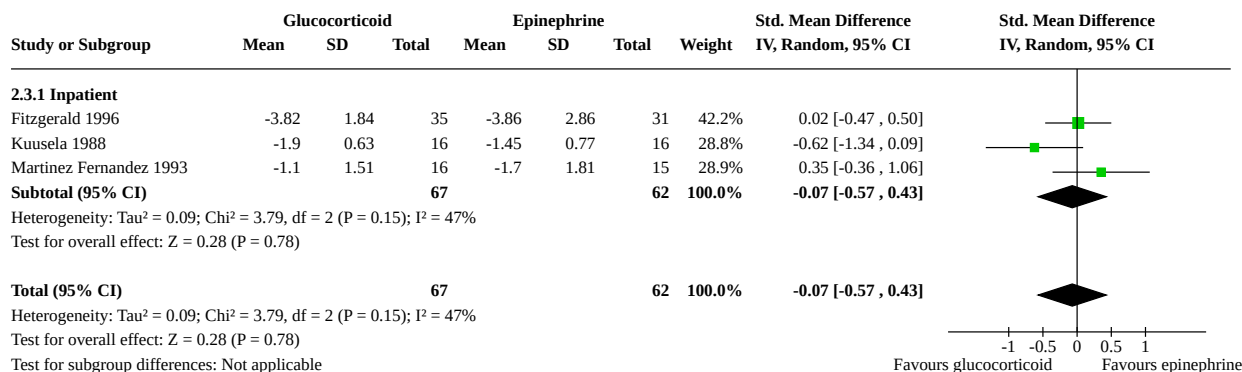 Glucocorticoid Epinephrine Std. Mean Difference Std. Mean Difference
Study or Subgroup Mean SD Total Mean SD Total Weight IV, Random, 95% CI IV, Random, 95% CI
2.3.1 Inpatient
Fitzgerald 1996 -3.82 1.84 35 -3.86 2.86 31 42.2% 0.02 [-0.47 , 0.50]
Kuusela 1988 -1.9 0.63 16 -1.45 0.77 16 28.8% -0.62 [-1.34 , 0.09]
Martinez Fernandez 1993 -1.1 1.51 16 -1.7 1.81 15 28.9% 0.35 [-0.36 , 1.06]
Subtotal (95% CI) 67 62 100.0% -0.07 [-0.57 , 0.43]
Heterogeneity: Tau² = 0.09; Chi² = 3.79, df = 2 (P = 0.15); I² = 47%
Test for overall effect: Z = 0.28 (P = 0.78)
Total (95% CI) 67 62 100.0% -0.07 [-0.57 , 0.43]
Heterogeneity: Tau² = 0.09; Chi² = 3.79, df = 2 (P = 0.15); I² = 47%
Test for overall effect: Z = 0.28 (P = 0.78) -1 -0.5 0 0.5 1
Test for subgroup differences: Not applicable Favours glucocorticoid Favours epinephrine